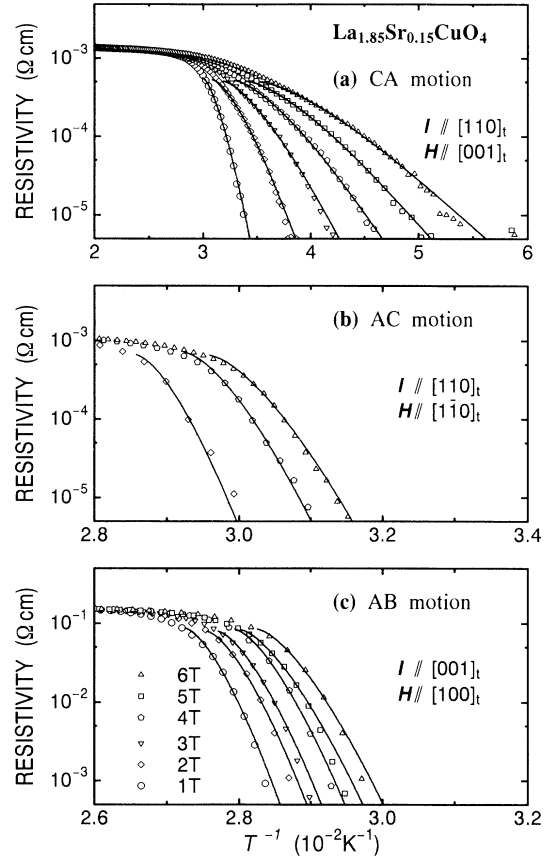 La1.85Sr0.15CuO4
(a) CA motion
I // [110]t
H // [001]t
RESISTIVITY (Ω cm)
10⁻³
10⁻⁴
10⁻⁵
2 3 4 5 6
(b) AC motion
I // [110]t
H // [11̄0]t
RESISTIVITY (Ω cm)
10⁻³
10⁻⁴
10⁻⁵
2.8 3.0 3.2 3.4
(c) AB motion
I // [001]t
H // [100]t
RESISTIVITY (Ω cm)
10⁻¹
10⁻²
10⁻³
6T
5T
4T
3T
2T
1T
2.6 2.8 3.0 3.2
T⁻¹ (10⁻²K⁻¹)